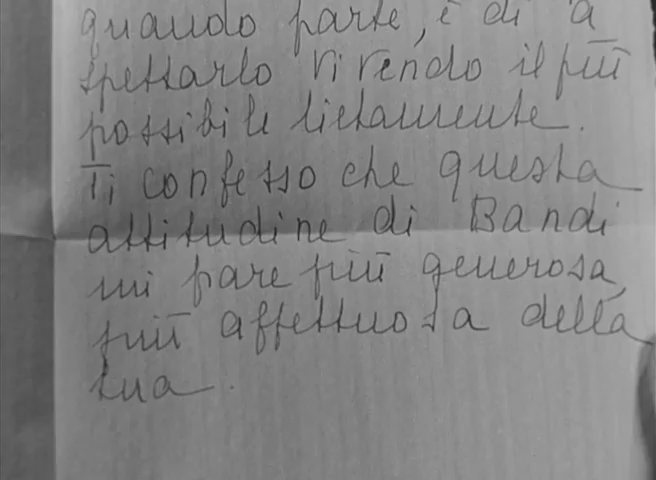 quando parte, è di a
spettarlo vivendo il più
possibile lietamente.
Ti confesso che questa
attitudine di Bandi
mi pare più generosa,
più affettuosa della
tua.